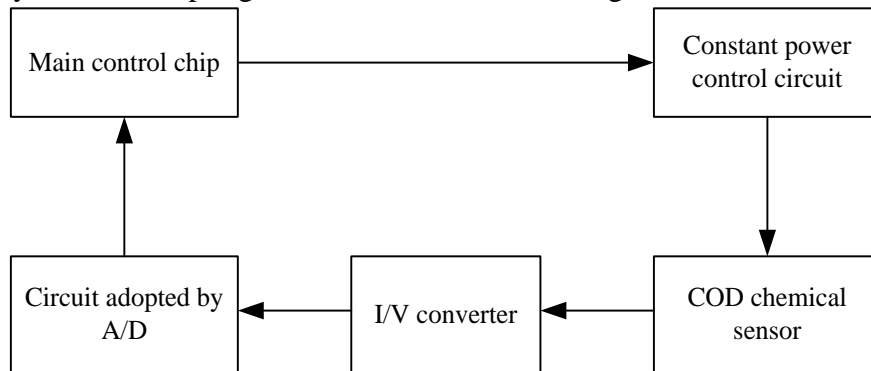 Main control chip
Constant power
control circuit
Circuit adopted by
A/D
I/V converter
COD chemical
sensor